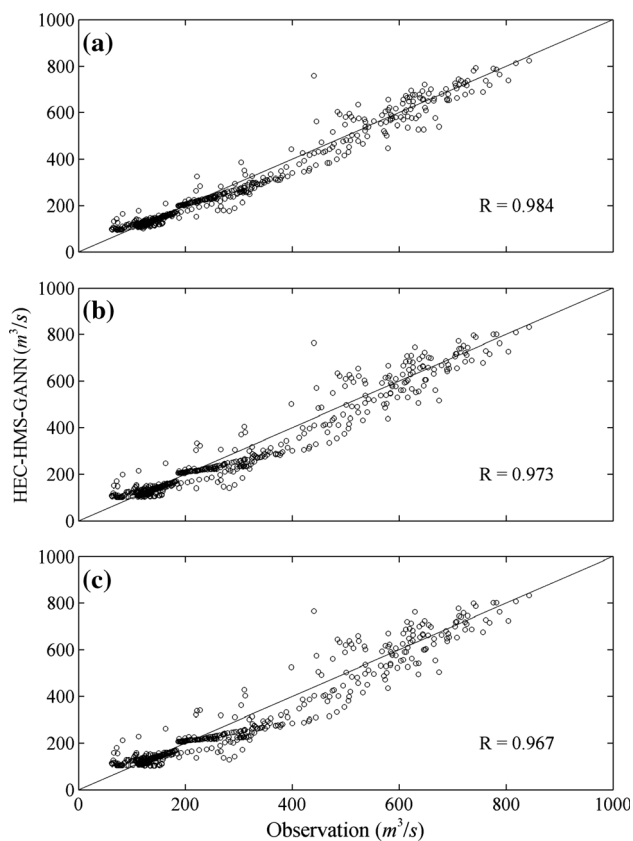 1000
(a)
800
600
400
200
R = 0.984
0
1000
(b)
800
600
400
200
R = 0.973
0
HEC-HMS-GANN (m³/s)
1000
(c)
800
600
400
200
R = 0.967
0
0 200 400 600 800 1000
Observation (m³/s)